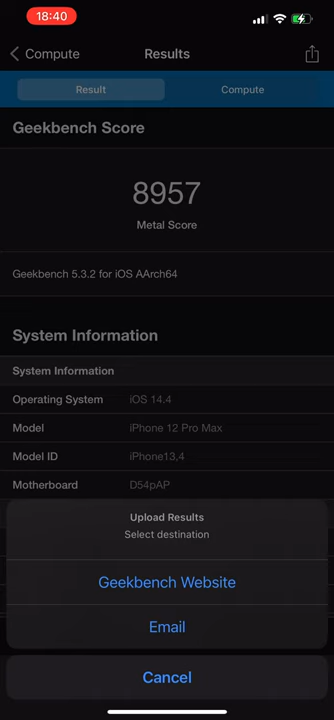 18:40
Compute
Results
Result
Compute
Geekbench Score
8957
Metal Score
Geekbench 5.3.2 for iOS AArch64
System Information
System Information
Operating System iOS 14.4
Model iPhone 12 Pro Max
Model ID iPhone13,4
Motherboard D54pAP
Upload Results
Select destination
Geekbench Website
Email
Cancel